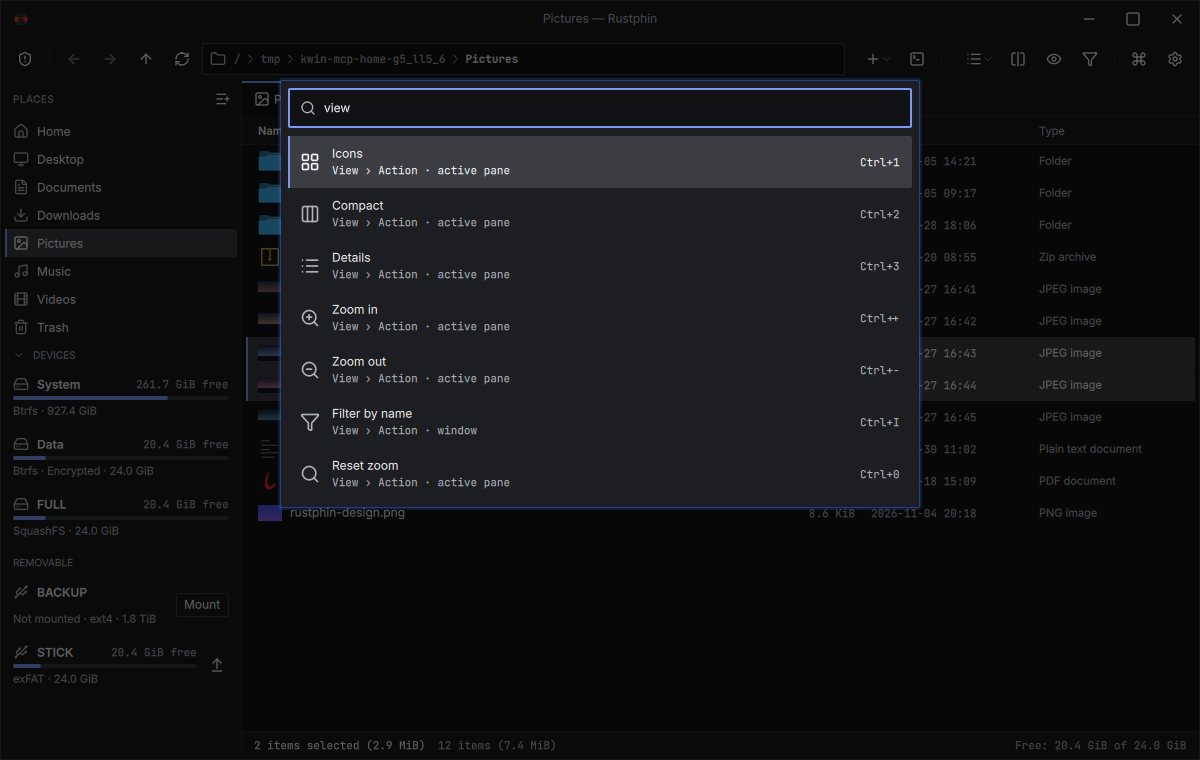 Pictures — Rustphin
/ > tmp > kwin-mcp-home-g5_ll5_6 > Pictures
PLACES
Home
Desktop
Documents
Downloads
Pictures
Music
Videos
Trash
DEVICES
System 261.7 GiB free
Btrfs · 927.4 GiB
Data 20.4 GiB free
Btrfs · Encrypted · 24.0 GiB
FULL 20.4 GiB free
SquashFS · 24.0 GiB
REMOVABLE
BACKUP
Mount
Not mounted · ext4 · 1.8 TiB
STICK 20.4 GiB free
exFAT · 24.0 GiB
view
Icons
View › Action · active pane
Ctrl+1
Compact
View › Action · active pane
Ctrl+2
Details
View › Action · active pane
Ctrl+3
Zoom in
View › Action · active pane
Ctrl++
Zoom out
View › Action · active pane
Ctrl+-
Filter by name
View › Action · window
Ctrl+I
Reset zoom
View › Action · active pane
Ctrl+0
Type
05 14:21 Folder
05 09:17 Folder
28 18:06 Folder
20 08:55 Zip archive
27 16:41 JPEG image
27 16:42 JPEG image
27 16:43 JPEG image
27 16:44 JPEG image
27 16:45 JPEG image
30 11:02 Plain text document
18 15:09 PDF document
rustphin-design.png 8.6 KiB 2026-11-04 20:18 PNG image
2 items selected (2.9 MiB) 12 items (7.4 MiB)
Free: 20.4 GiB of 24.0 GiB